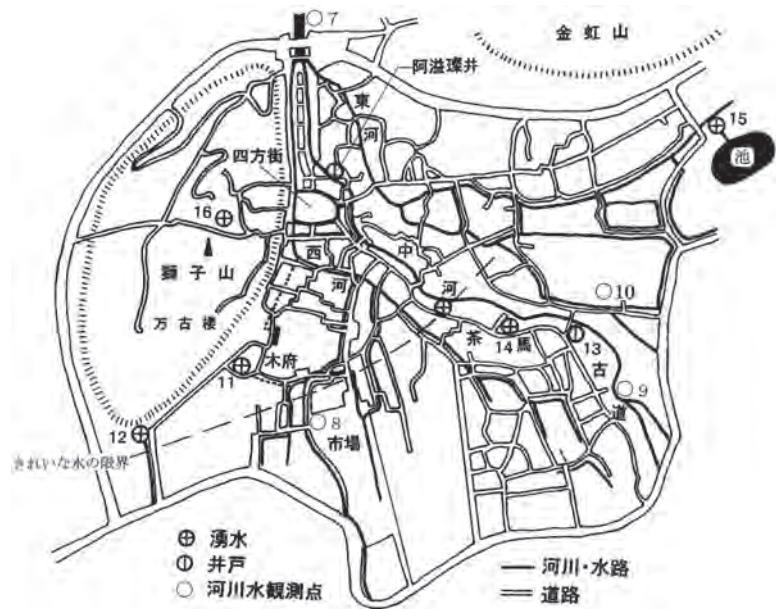 7
金虹山
阿溢璨井
東
河
15
池
四方街
16
獅子山
西
河
中
河
10
万古楼
茶
馬
古
道
14
13
木府
11
9
12
8
市場
きれいな水の限界
湧水
井戸
河川水観測点
河川・水路
道路